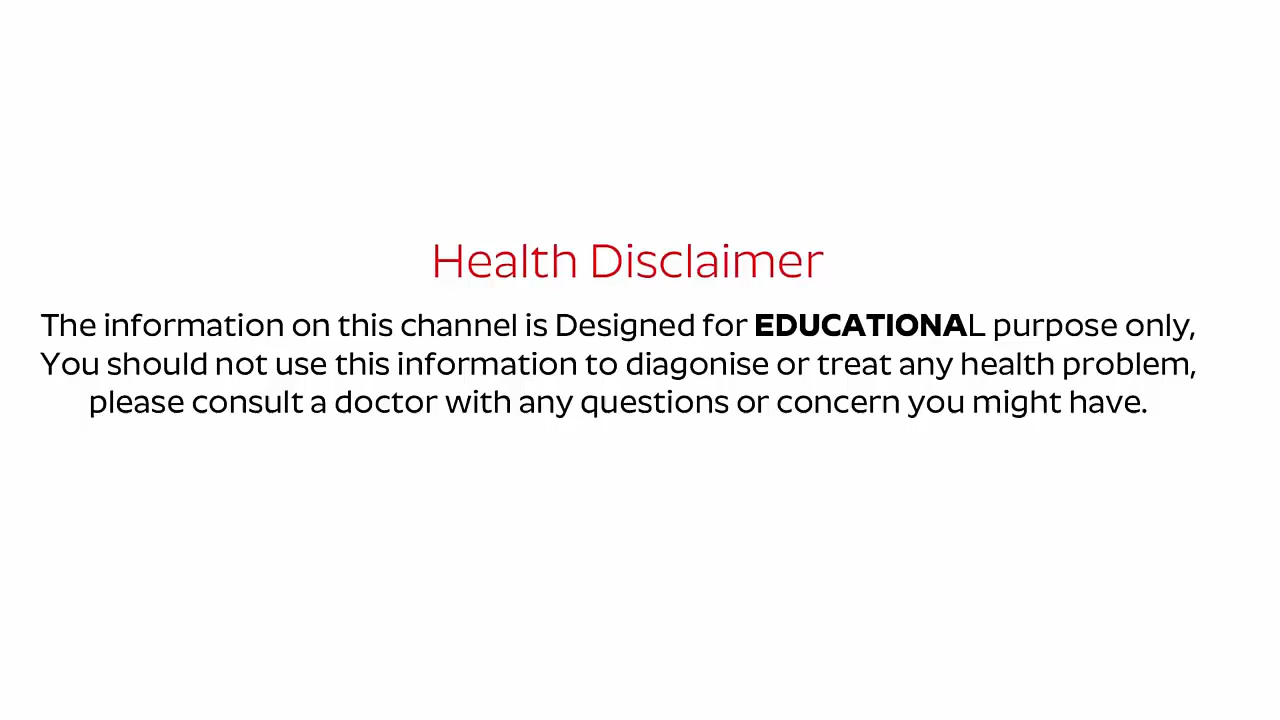 Health Disclaimer
The information on this channel is Designed for EDUCATIONAL purpose only,
You should not use this information to diagonise or treat any health problem,
please consult a doctor with any questions or concern you might have.